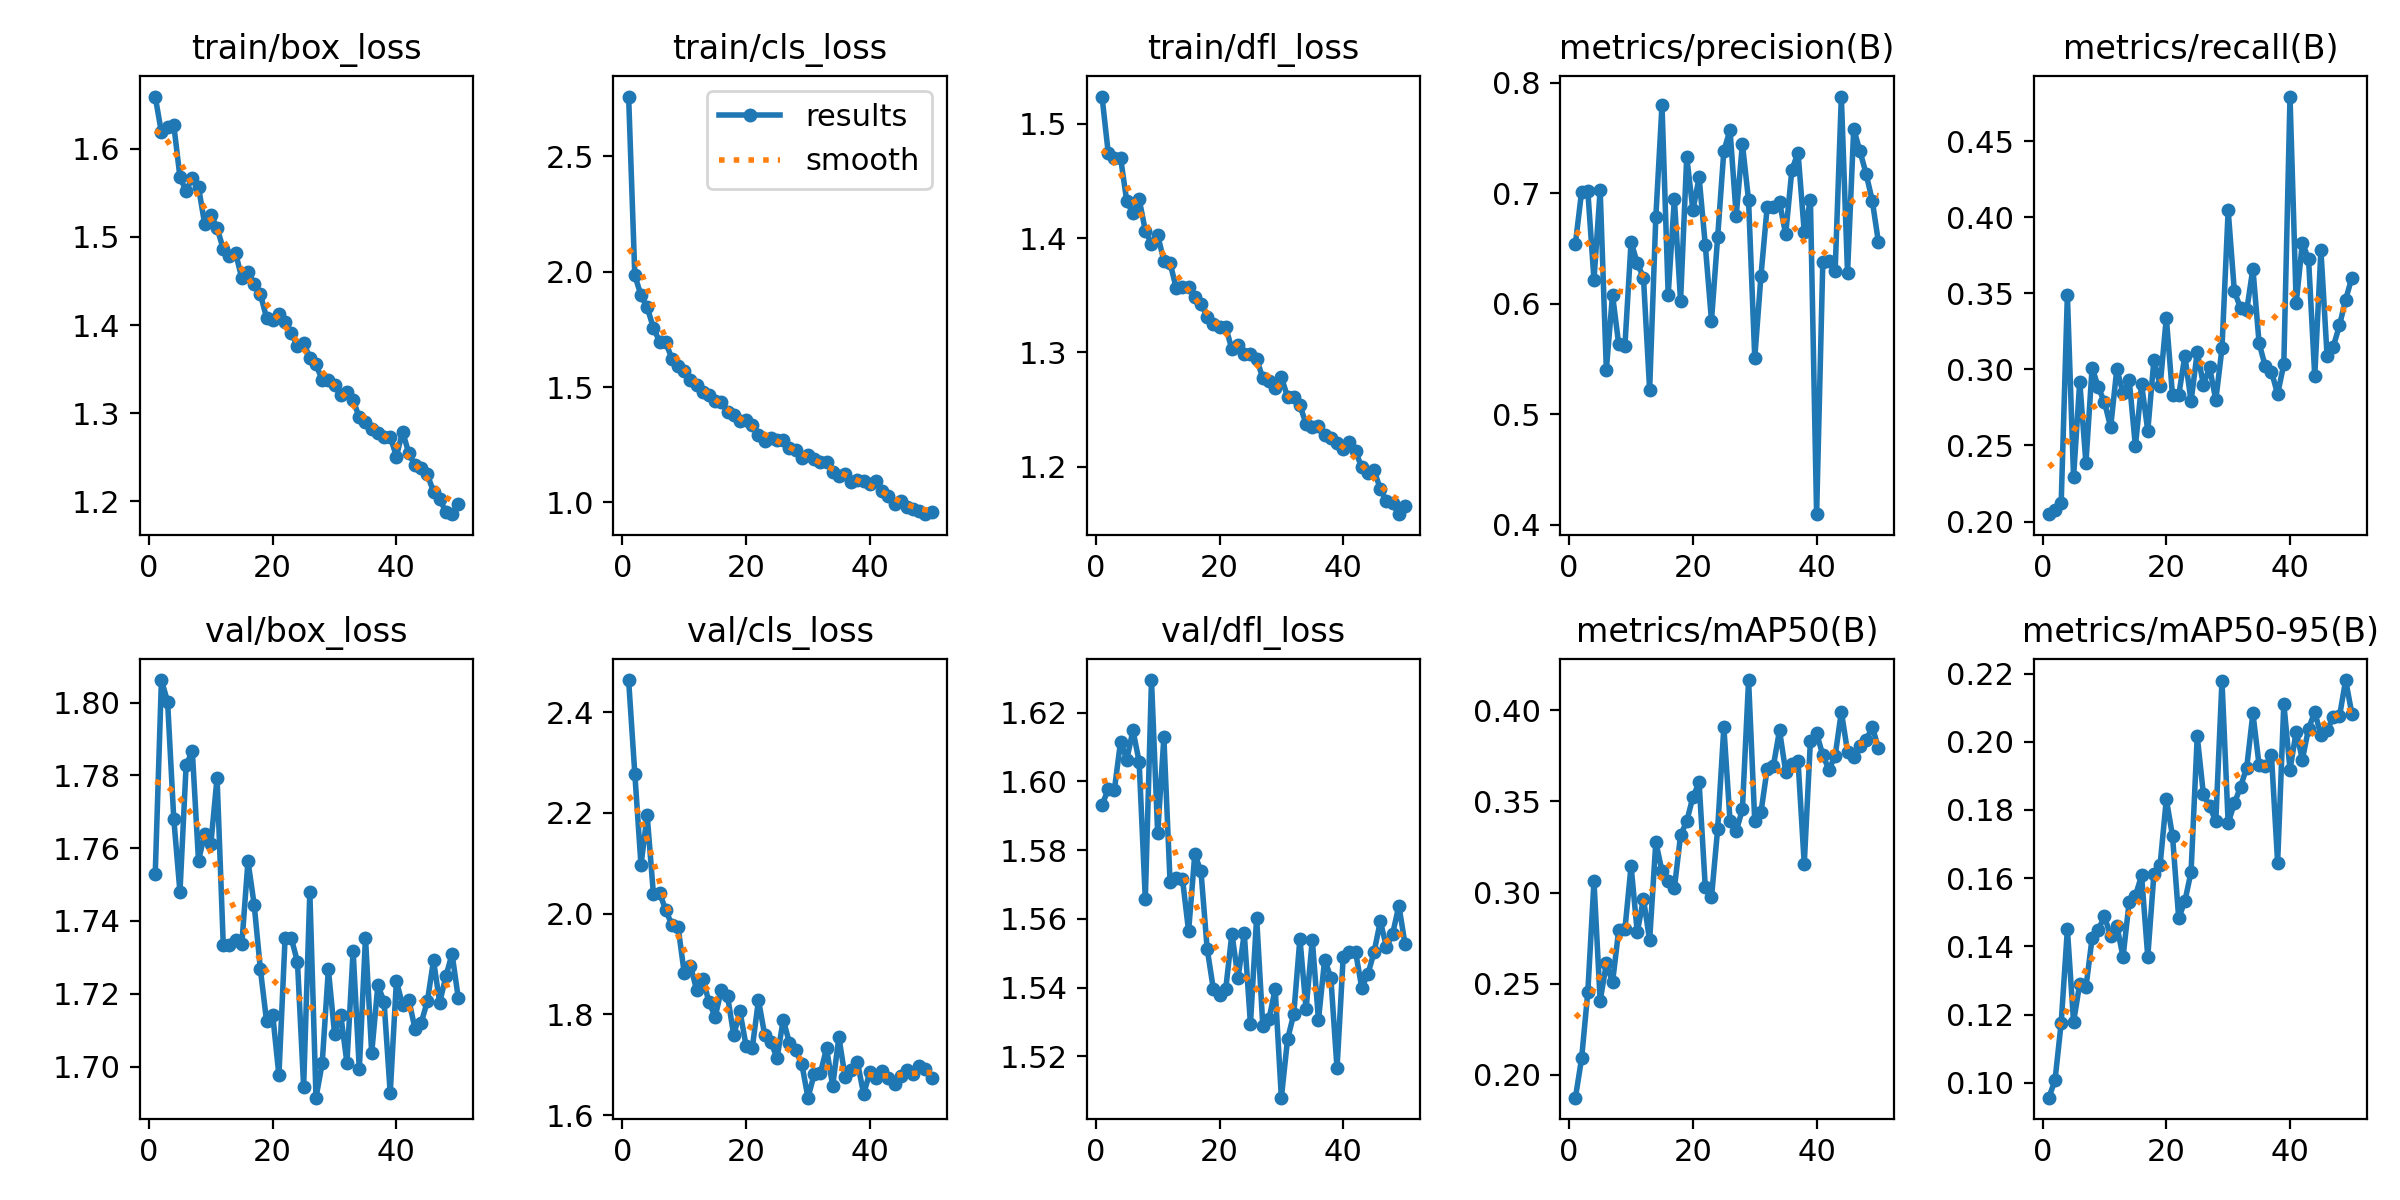 train/box_loss
1.6
1.5
1.4
1.3
1.2
0 20 40
train/cls_loss
results
smooth
2.5
2.0
1.5
1.0
0 20 40
train/dfl_loss
1.5
1.4
1.3
1.2
0 20 40
metrics/precision(B)
0.8
0.7
0.6
0.5
0.4
0 20 40
metrics/recall(B)
0.45
0.40
0.35
0.30
0.25
0.20
0 20 40
val/box_loss
1.80
1.78
1.76
1.74
1.72
1.70
0 20 40
val/cls_loss
2.4
2.2
2.0
1.8
1.6
0 20 40
val/dfl_loss
1.62
1.60
1.58
1.56
1.54
1.52
0 20 40
metrics/mAP50(B)
0.40
0.35
0.30
0.25
0.20
0 20 40
metrics/mAP50-95(B)
0.22
0.20
0.18
0.16
0.14
0.12
0.10
0 20 40